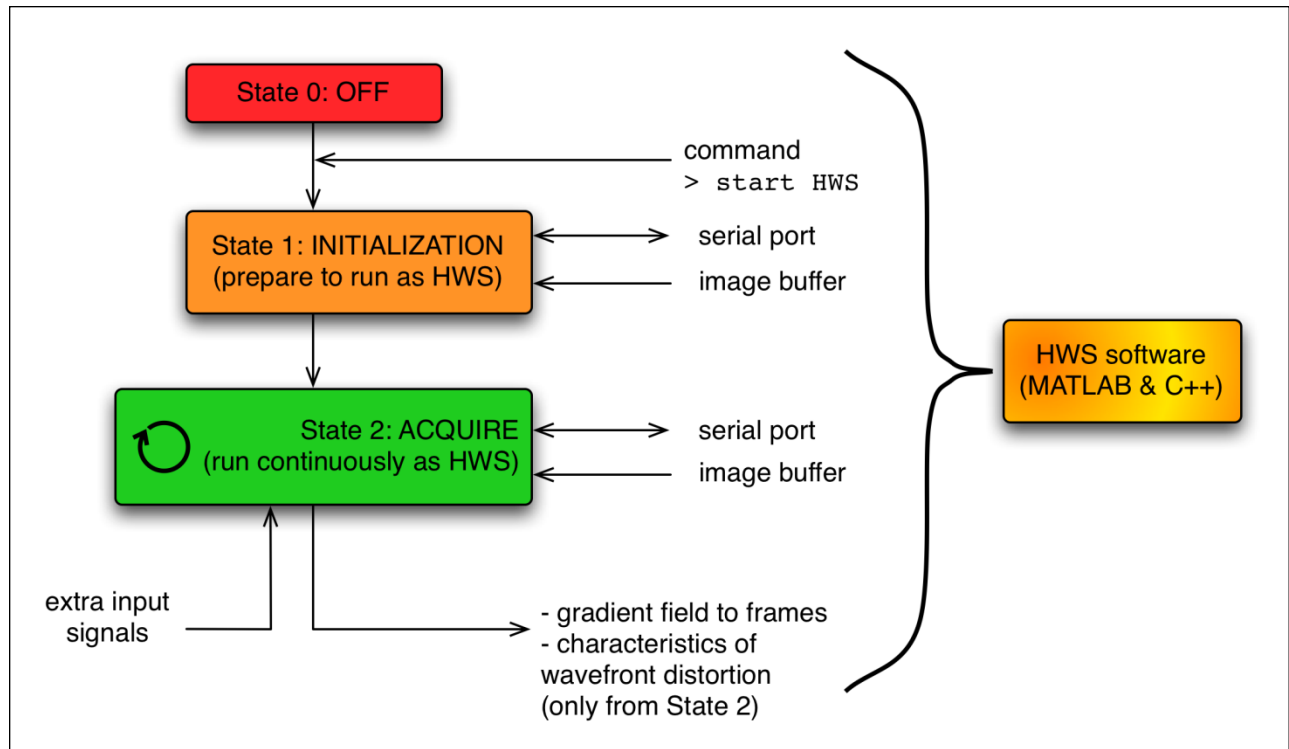 State 0: OFF
command
> start HWS
State 1: INITIALIZATION
(prepare to run as HWS)
serial port
image buffer
HWS software
(MATLAB & C++)
State 2: ACQUIRE
(run continuously as HWS)
serial port
image buffer
extra input
signals
- gradient field to frames
- characteristics of
wavefront distortion
(only from State 2)